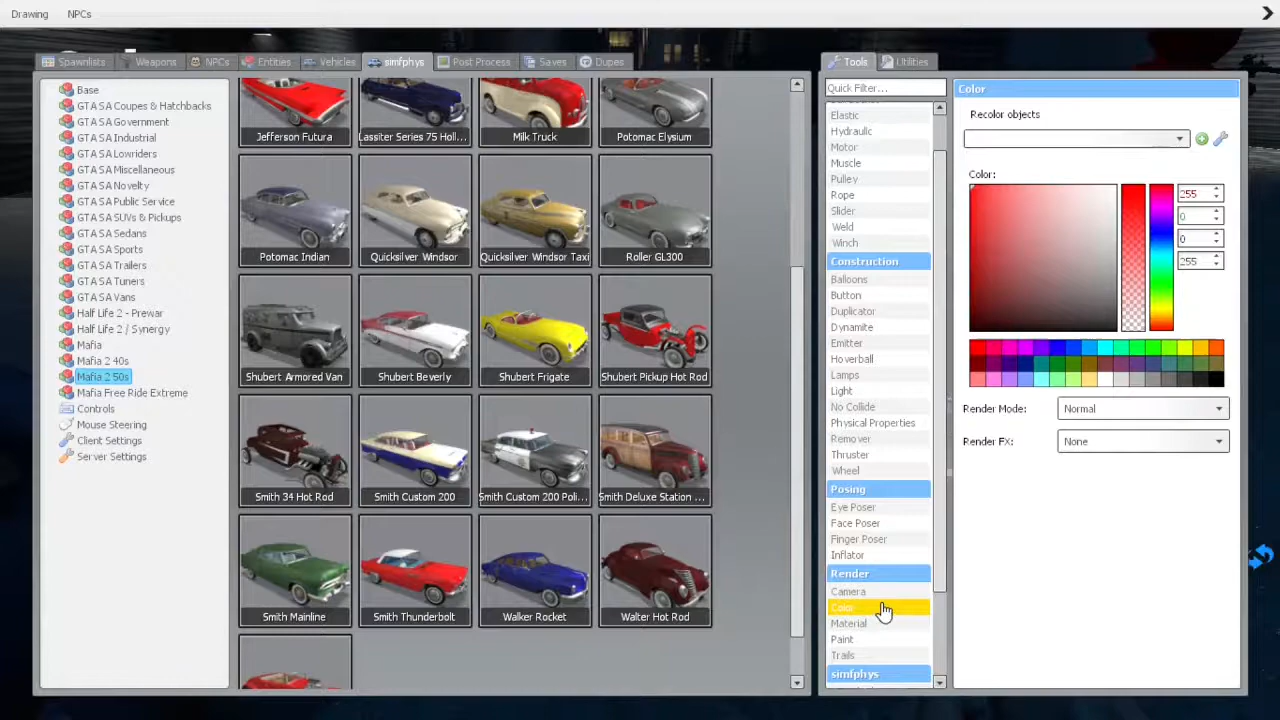 Drawing NPCs
Spawnlists Weapons NPCs Entities Vehicles simfphys Post Process Saves Dupes
Base
GTA SA Coupes & Hatchbacks
GTA SA Government
GTA SA Industrial
GTA SA Lowriders
GTA SA Miscellaneous
GTA SA Novelty
GTA SA Public Service
GTA SA SUVs & Pickups
GTA SA Sedans
GTA SA Sports
GTA SA Trailers
GTA SA Tuners
GTA SA Vans
Half Life 2 - Prewar
Half Life 2 / Synergy
Mafia
Mafia 2 40s
Mafia 2 50s
Mafia Free Ride Extreme
Controls
Mouse Steering
Client Settings
Server Settings
Jefferson Futura Lassiter Series 75 Holl... Milk Truck Potomac Elysium
Potomac Indian Quicksilver Windsor Quicksilver Windsor Taxi Roller GL300
Shubert Armored Van Shubert Beverly Shubert Frigate Shubert Pickup Hot Rod
Smith 34 Hot Rod Smith Custom 200 Smith Custom 200 Poli... Smith Deluxe Station ...
Smith Mainline Smith Thunderbolt Walker Rocket Walter Hot Rod
Tools Utilities
Quick Filter...
Elastic
Hydraulic
Motor
Muscle
Pulley
Rope
Slider
Weld
Winch
Construction
Balloons
Button
Duplicator
Dynamite
Emitter
Hoverball
Lamps
Light
No Collide
Physical Properties
Remover
Thruster
Wheel
Posing
Eye Poser
Face Poser
Finger Poser
Inflator
Render
Camera
Color
Material
Paint
Trails
simfphys
Color
Recolor objects
Color:
255
0
0
255
Render Mode: Normal
Render FX: None